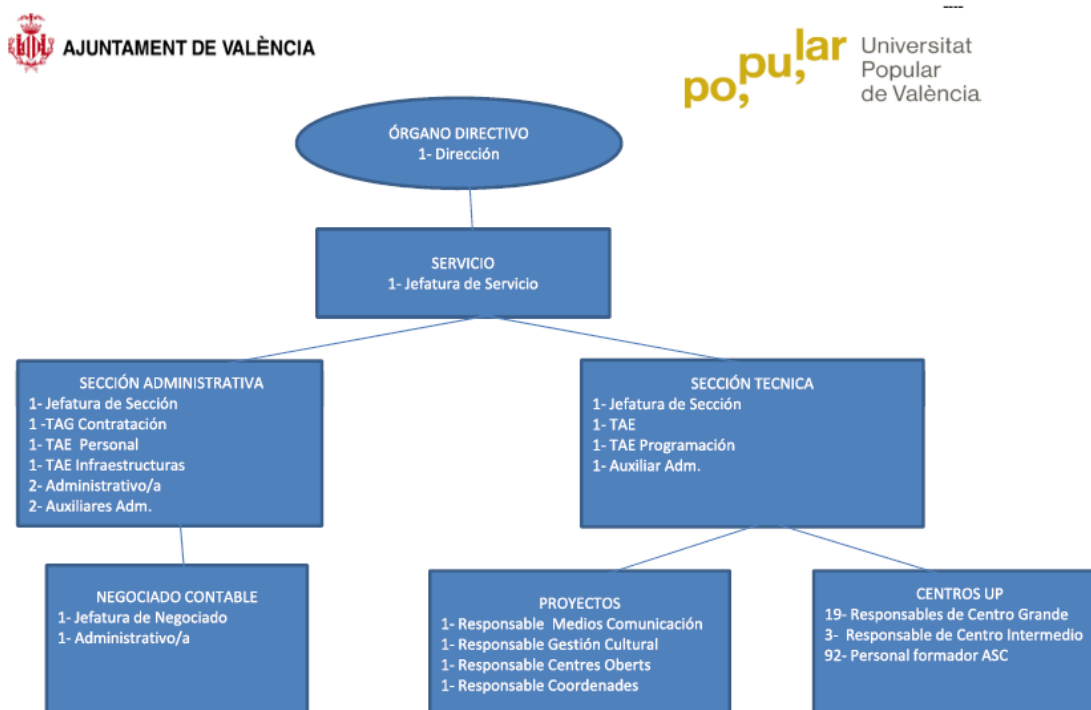 ----
AJUNTAMENT DE VALÈNCIA
po,pu,lar
Universitat
Popular
de València
ÓRGANO DIRECTIVO
1- Dirección
SERVICIO
1- Jefatura de Servicio
SECCIÓN ADMINISTRATIVA
1- Jefatura de Sección
1 -TAG Contratación
1- TAE Personal
1- TAE Infraestructuras
2- Administrativo/a
2- Auxiliares Adm.
SECCIÓN TECNICA
1- Jefatura de Sección
1- TAE
1- TAE Programación
1- Auxiliar Adm.
NEGOCIADO CONTABLE
1- Jefatura de Negociado
1- Administrativo/a
PROYECTOS
1- Responsable Medios Comunicación
1- Responsable Gestión Cultural
1- Responsable Centres Oberts
1- Responsable Coordenades
CENTROS UP
19- Responsables de Centro Grande
3- Responsable de Centro Intermedio
92- Personal formador ASC